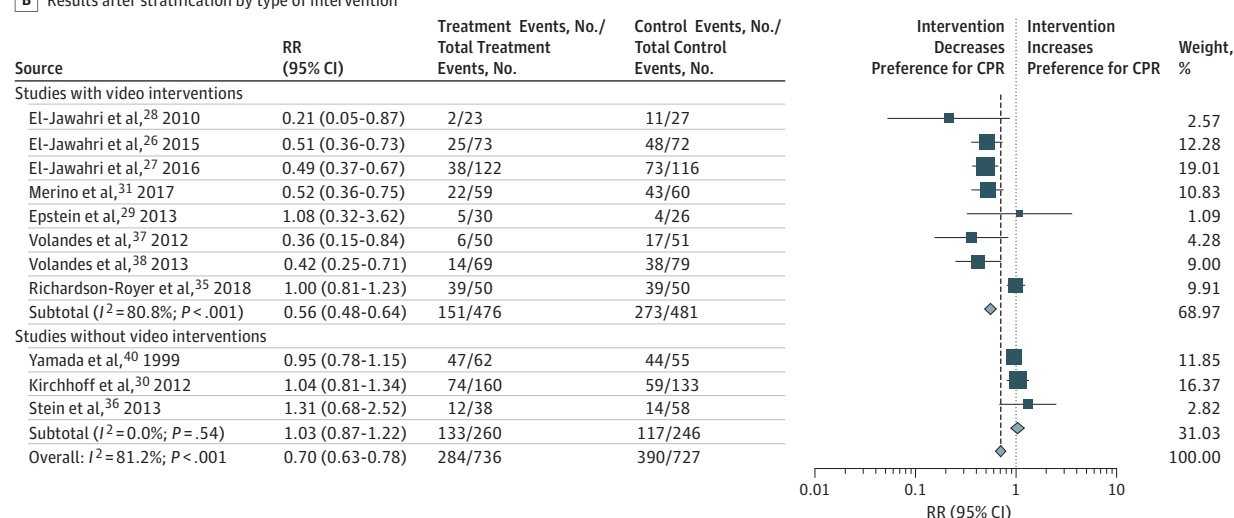 B Results after stratification by type of intervention
Source RR (95% CI) Treatment Events, No./ Total Treatment Events, No. Control Events, No./ Total Control Events, No. Intervention Decreases Preference for CPR Intervention Increases Preference for CPR Weight, %
Studies with video interventions
El-Jawahri et al,28 2010 0.21 (0.05-0.87) 2/23 11/27 2.57
El-Jawahri et al,26 2015 0.51 (0.36-0.73) 25/73 48/72 12.28
El-Jawahri et al,27 2016 0.49 (0.37-0.67) 38/122 73/116 19.01
Merino et al,31 2017 0.52 (0.36-0.75) 22/59 43/60 10.83
Epstein et al,29 2013 1.08 (0.32-3.62) 5/30 4/26 1.09
Volandes et al,37 2012 0.36 (0.15-0.84) 6/50 17/51 4.28
Volandes et al,38 2013 0.42 (0.25-0.71) 14/69 38/79 9.00
Richardson-Royer et al,35 2018 1.00 (0.81-1.23) 39/50 39/50 9.91
Subtotal (I2 = 80.8%; P < .001) 0.56 (0.48-0.64) 151/476 273/481 68.97
Studies without video interventions
Yamada et al,40 1999 0.95 (0.78-1.15) 47/62 44/55 11.85
Kirchhoff et al,30 2012 1.04 (0.81-1.34) 74/160 59/133 16.37
Stein et al,36 2013 1.31 (0.68-2.52) 12/38 14/58 2.82
Subtotal (I2 = 0.0%; P = .54) 1.03 (0.87-1.22) 133/260 117/246 31.03
Overall: I2 = 81.2%; P < .001 0.70 (0.63-0.78) 284/736 390/727 100.00
0.01 0.1 1 10
RR (95% CI)